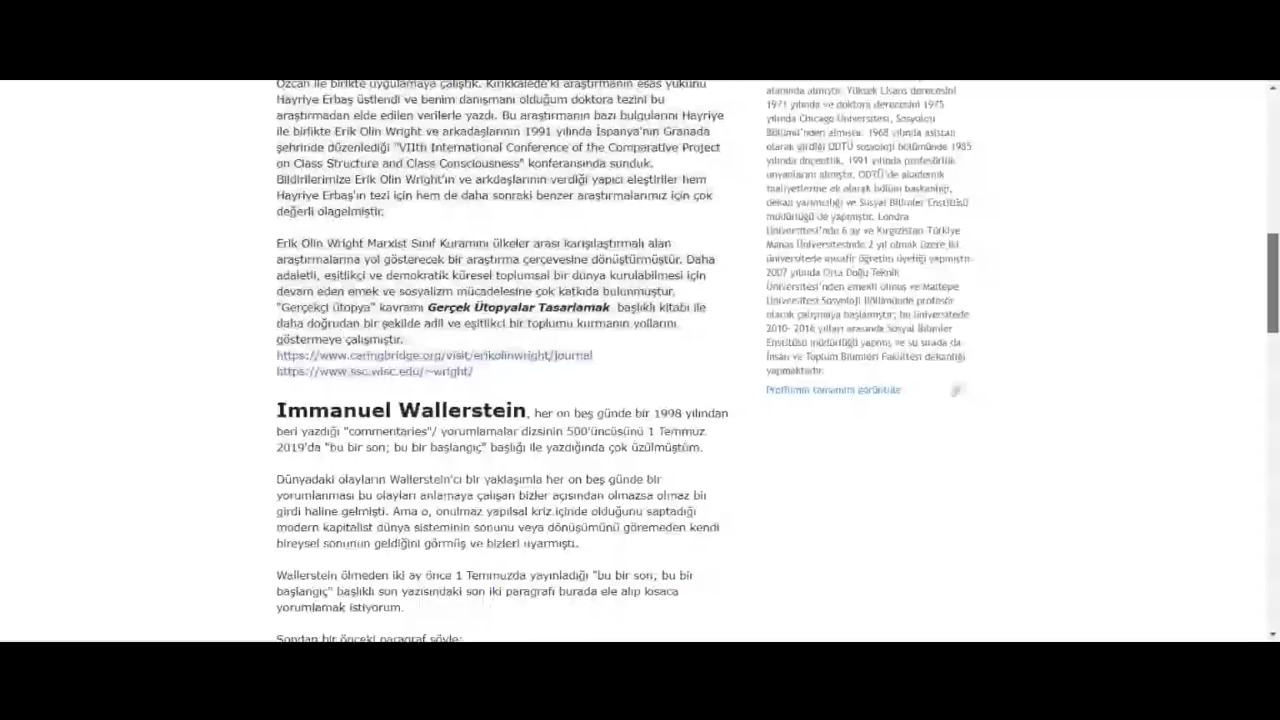 Özcan ile birlikte uygulamaya çalıştık. Kırıkkalede'ki araştırmanın esas yükünü
Hayriye Erbaş üstlendi ve benim danışmanı olduğum doktora tezini bu
araştırmadan elde edilen verilerle yazdı. Bu araştırmanın bazı bulgularını Hayriye
ile birlikte Erik Olin Wright ve arkadaşlarının 1991 yılında İspanya'nın Granada
şehrinde düzenlediği "VIIth International Conference of the Comparative Project
on Class Structure and Class Consciousness" konferansında sunduk.
Bildirilerimize Erik Olin Wright'ın ve arkdaşlarının verdiği yapıcı eleştiriler hem
Hayriye Erbaş'ın tezi için hem de daha sonraki benzer araştırmalarımız için çok
değerli olagelmiştir.
Erik Olin Wright Marxist Sınıf Kuramını ülkeler arası karışılaştırmalı alan
araştırmalarına yol gösterecek bir araştırma çerçevesine dönüştürmüştür. Daha
adaletli, eşitlikçi ve demokratik küresel toplumsal bir dünya kurulabilmesi için
devam eden emek ve sosyalizm mücadelesine çok katkıda bulunmuştur.
"Gerçekçi ütopya" kavramı Gerçek Ütopyalar Tasarlamak başlıklı kitabı ile
daha doğrudan bir şekilde adil ve eşitlikçi bir toplumu kurmanın yollarını
göstermeye çalışmıştır.
https://www.caringbridge.org/visit/erikolinwright/journal
https://www.ssc.wisc.edu/~wright/
Immanuel Wallerstein, her on beş günde bir 1998 yılından
beri yazdığı "commentaries"/ yorumlamalar dizsinin 500'üncüsünü 1 Temmuz
2019'da "bu bir son; bu bir başlangıç" başlığı ile yazdığında çok üzülmüştüm.
Dünyadaki olayların Wallerstein'cı bir yaklaşımla her on beş günde bir
yorumlanması bu olayları anlamaya çalışan bizler açısından olmazsa olmaz bir
girdi haline gelmişti. Ama o, onulmaz yapılsal kriz içinde olduğunu saptadığı
modern kapitalist dünya sisteminin sonunu veya dönüşümünü göremeden kendi
bireysel sonunun geldiğini görmüş ve bizleri uyarmıştı.
Wallerstein ölmeden iki ay önce 1 Temmuzda yayınladığı "bu bir son; bu bir
başlangıç" başlıklı son yazısındaki son iki paragrafı burada ele alıp kısaca
yorumlamak istiyorum.
Sondan bir önceki paragraf şöyle:
alanında almıştır. Yüksek Lisans derecesini
1971 yılında ve doktora derecesini 1975
yılında Chicago Üniversitesi, Sosyoloji
Bölümü'nden almıştır. 1968 yılında asistan
olarak girdiği ODTÜ sosyoloji bölümünde 1985
yılında doçentlik, 1991 yılında profesörlük
unvanlarını almıştır. ODTÜ'de akademik
faaliyetlerine ek olarak bölüm başkanlığı,
dekan yarımcılığı ve Sosyal Bilimler Enstitüsü
müdürlüğü de yapmıştır. Londra
Üniversitesi'nde 6 ay ve Kırgızistan-Türkiye
Manas Üniversitesinde 2 yıl olmak üzere iki
üniversitede misafir öğretim üyeliği yapmıştır.
2007 yılında Orta Doğu Teknik
Üniversitesi'nden emekli olmuş ve Maltepe
Üniversitesi Sosyoloji Bölümünde profesör
olarak çalışmaya başlamıştır; bu üniversitede
2010- 2016 yılları arasında Sosyal Bilimler
Enstitüsü müdürlüğü yapmış ve şu sırada da
İnsan ve Toplum Bilimleri Fakültesi dekanlığı
yapmaktadır.
Profilimin tamamını görüntüle